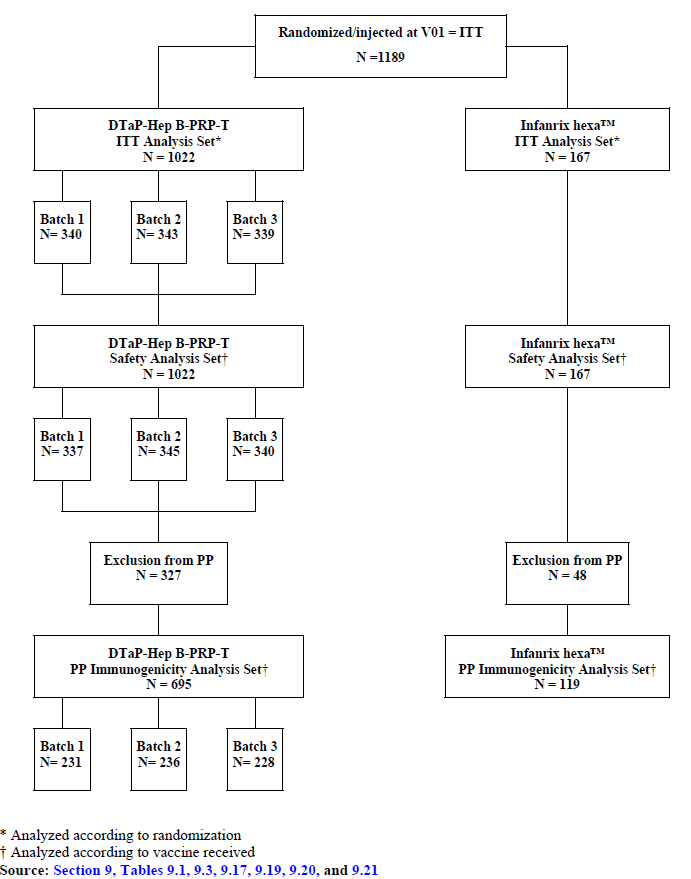 Randomized/injected at V01 = ITT
N =1189
DTaP-Hep B-PRP-T
ITT Analysis Set*
N = 1022
Infanrix hexa™
ITT Analysis Set*
N = 167
Batch 1
N= 340
Batch 2
N= 343
Batch 3
N= 339
DTaP-Hep B-PRP-T
Safety Analysis Set†
N = 1022
Infanrix hexa™
Safety Analysis Set†
N = 167
Batch 1
N= 337
Batch 2
N= 345
Batch 3
N= 340
Exclusion from PP
N = 327
Exclusion from PP
N = 48
DTaP-Hep B-PRP-T
PP Immunogenicity Analysis Set†
N = 695
Infanrix hexa™
PP Immunogenicity Analysis Set†
N = 119
Batch 1
N= 231
Batch 2
N= 236
Batch 3
N= 228
* Analyzed according to randomization
† Analyzed according to vaccine received
Source: Section 9, Tables 9.1, 9.3, 9.17, 9.19, 9.20, and 9.21